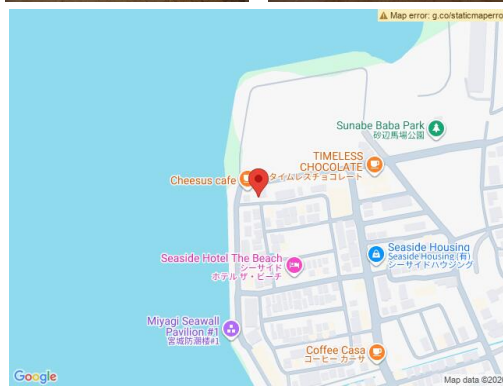 Map error: g.co/staticmaperro
Sunabe Baba Park
砂辺馬場公園
TIMELESS
CHOCOLATE
タイムレスチョコレート
Cheesus cafe
Seaside Housing
Seaside Housing (有)
シーサイドハウジング
Seaside Hotel The Beach
シーサイド
ホテル ザ・ビーチ
Miyagi Seawall
Pavilion #1
宮城防潮楼#1
Coffee Casa
コーヒー カーサ
Google
Map data ©2026